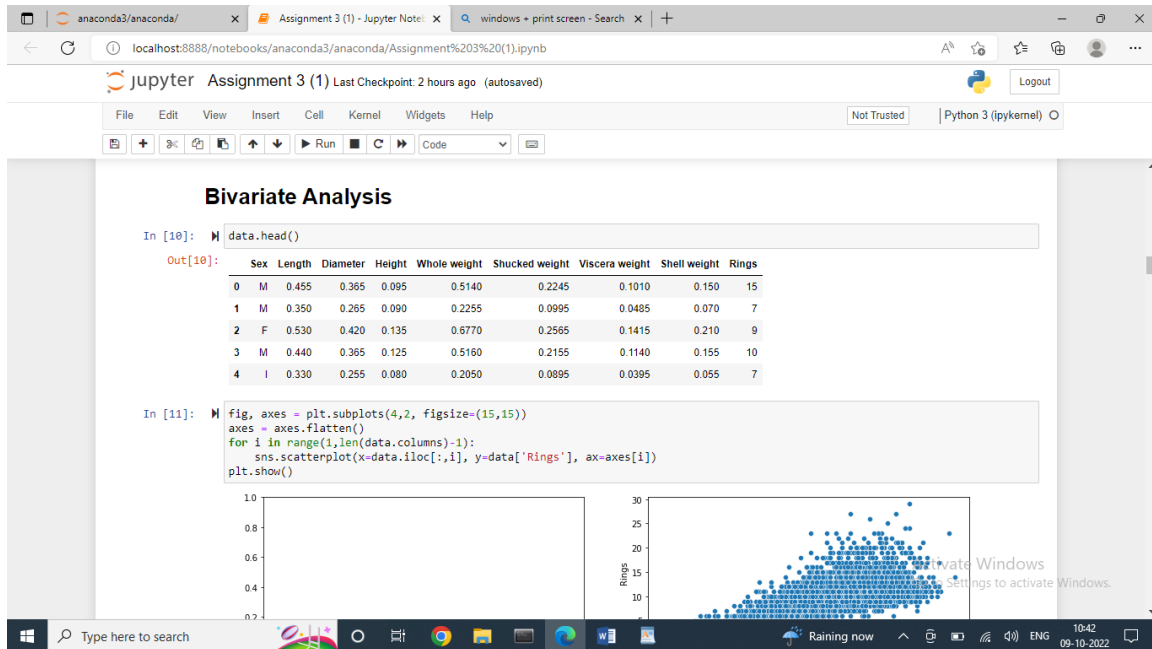 anaconda3/anaconda/
Assignment 3 (1) - Jupyter Note
windows + print screen - Search
localhost:8888/notebooks/anaconda3/anaconda/Assignment%203%20(1).ipynb
jupyter Assignment 3 (1) Last Checkpoint: 2 hours ago (autosaved)
Logout
File Edit View Insert Cell Kernel Widgets Help
Not Trusted
Python 3 (ipykernel)
Run Code
Bivariate Analysis
In [10]: data.head()
Out[10]:
Sex Length Diameter Height Whole weight Shucked weight Viscera weight Shell weight Rings
0 M 0.455 0.365 0.095 0.5140 0.2245 0.1010 0.150 15
1 M 0.350 0.265 0.090 0.2255 0.0995 0.0485 0.070 7
2 F 0.530 0.420 0.135 0.6770 0.2565 0.1415 0.210 9
3 M 0.440 0.365 0.125 0.5160 0.2155 0.1140 0.155 10
4 I 0.330 0.255 0.080 0.2050 0.0895 0.0395 0.055 7
In [11]: fig, axes = plt.subplots(4,2, figsize=(15,15))
axes = axes.flatten()
for i in range(1,len(data.columns)-1):
sns.scatterplot(x=data.iloc[:,i], y=data['Rings'], ax=axes[i])
plt.show()
1.0
0.8
0.6
0.4
0.2
30
25
20
15
10
Rings
Activate Windows
Settings to activate Windows.
Type here to search
Raining now
ENG
10:42
09-10-2022